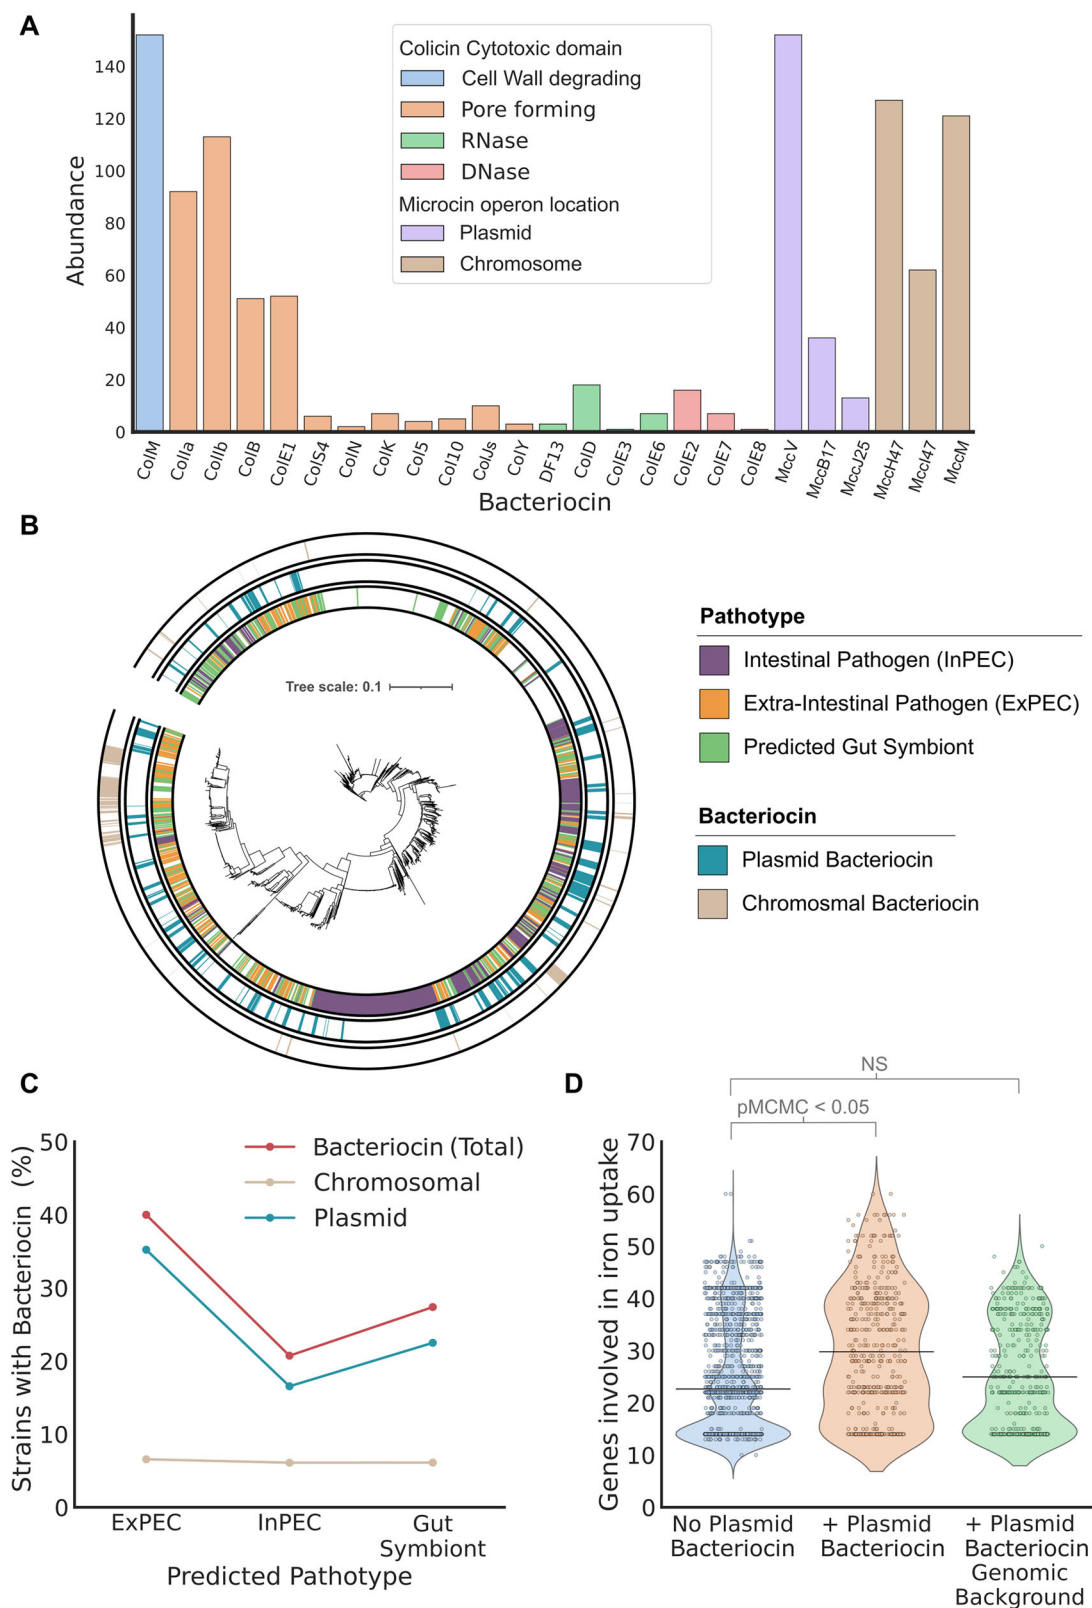 A
Abundance
140
120
100
80
60
40
20
0
Colicin Cytotoxic domain
Cell Wall degrading
Pore forming
RNase
DNase
Microcin operon location
Plasmid
Chromosome
ColM
ColIa
ColIb
ColB
ColE1
ColS4
ColN
ColK
Col5
Col10
ColJs
ColY
DF13
ColD
ColE3
ColE6
ColE2
ColE7
ColE8
MccV
MccB17
MccJ25
MccH47
MccI47
MccM
Bacteriocin
B
Tree scale: 0.1
Pathotype
Intestinal Pathogen (InPEC)
Extra-Intestinal Pathogen (ExPEC)
Predicted Gut Symbiont
Bacteriocin
Plasmid Bacteriocin
Chromosmal Bacteriocin
C
Strains with Bacteriocin (%)
50
40
30
20
10
0
Bacteriocin (Total)
Chromosomal
Plasmid
ExPEC
InPEC
Gut
Symbiont
Predicted Pathotype
D
NS
pMCMC < 0.05
Genes involved in iron uptake
70
60
50
40
30
20
10
0
No Plasmid
Bacteriocin
+ Plasmid
Bacteriocin
+ Plasmid
Bacteriocin
Genomic
Background